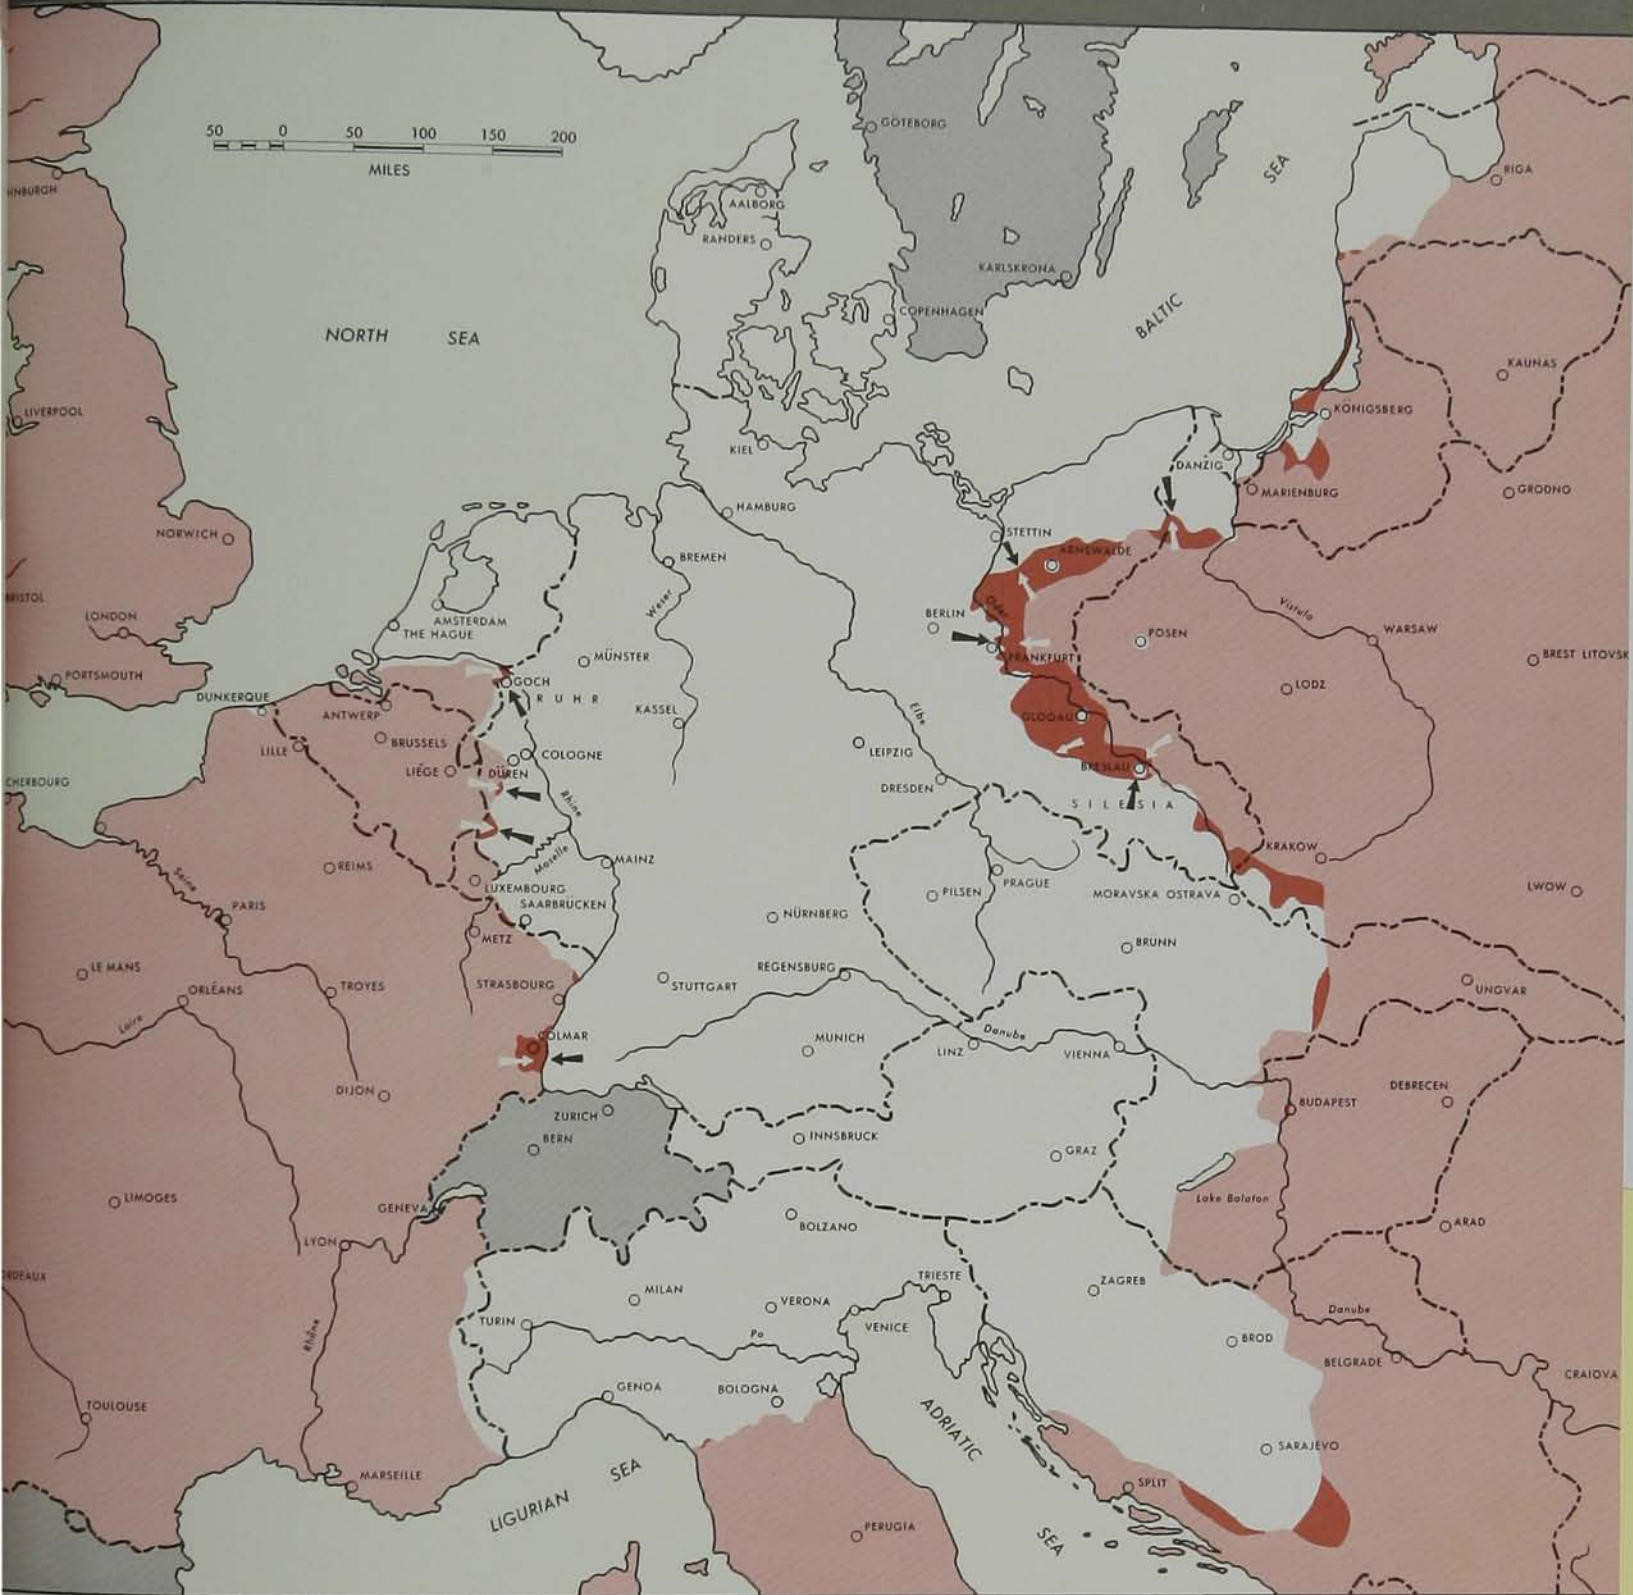 50 0 50 100 150 200
MILES
GÖTEBORG
SEA
RIGA
AALBORG
RANDERS
KARLSKRONA
COPENHAGEN
BALTIC
NORTH SEA
KAUNAS
LIVERPOOL
KÖNIGSBERG
KIEL
DANZIG
MARIENBURG
GRODNO
HAMBURG
NORWICH
STETTIN
BREMEN
ARNSWALDE
BRISTOL
Weser
Oder
Vistula
LONDON
BERLIN
AMSTERDAM
THE HAGUE
WARSAW
POSEN
MÜNSTER
FRANKFURT
BREST LITOVSK
PORTSMOUTH
GOCH
LODZ
DUNKERQUE
RUHR
ANTWERP
KASSEL
Elbe
GLOGAU
BRUSSELS
LILLE
COLOGNE
LEIPZIG
LIÉGE
DÜREN
BRESLAU
CHERBOURG
DRESDEN
Rhine
SILESIA
KRAKOW
Moselle
MAINZ
REIMS
Seine
PRAGUE
LUXEMBOURG
PILSEN
MORAVSKA OSTRAVA
LWOW
SAARBRÜCKEN
PARIS
NÜRNBERG
METZ
BRÜNN
LE MANS
REGENSBURG
STRASBOURG
STUTTGART
ORLÉANS
TROYES
UNGVAR
Loire
Danube
COLMAR
MUNICH
LINZ
VIENNA
DIJON
DEBRECEN
BUDAPEST
ZURICH
BERN
INNSBRUCK
GRAZ
LIMOGES
Lake Balaton
GENEVA
BOLZANO
ARAD
LYON
TRIESTE
ZAGREB
MILAN
VERONA
Danube
TURIN
VENICE
Rhône
Po
BROD
BELGRADE
CRAIOVA
GENOA
BOLOGNA
TOULOUSE
ADRIATIC
SARAJEVO
MARSEILLE
SEA
SPLIT
LIGURIAN
PERUGIA
SEA